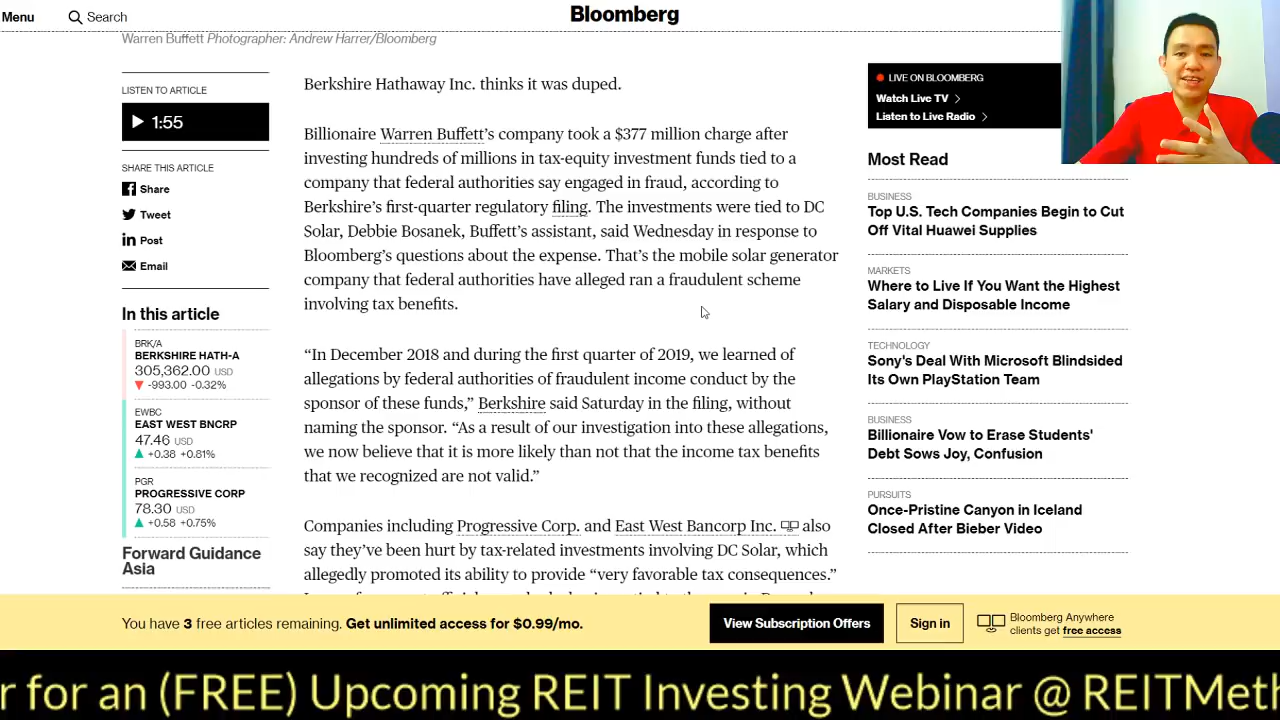 Menu
Search
Bloomberg
Warren Buffett Photographer: Andrew Harrer/Bloomberg
LISTEN TO ARTICLE
1:55
SHARE THIS ARTICLE
Share
Tweet
Post
Email
In this article
BRK/A
BERKSHIRE HATH-A
305,362.00 USD
-993.00 -0.32%
EWBC
EAST WEST BNCRP
47.46 USD
+0.38 +0.81%
PGR
PROGRESSIVE CORP
78.30 USD
+0.58 +0.75%
Forward Guidance
Asia
Berkshire Hathaway Inc. thinks it was duped.
Billionaire Warren Buffett’s company took a $377 million charge after
investing hundreds of millions in tax-equity investment funds tied to a
company that federal authorities say engaged in fraud, according to
Berkshire’s first-quarter regulatory filing. The investments were tied to DC
Solar, Debbie Bosanek, Buffett’s assistant, said Wednesday in response to
Bloomberg’s questions about the expense. That’s the mobile solar generator
company that federal authorities have alleged ran a fraudulent scheme
involving tax benefits.
“In December 2018 and during the first quarter of 2019, we learned of
allegations by federal authorities of fraudulent income conduct by the
sponsor of these funds,” Berkshire said Saturday in the filing, without
naming the sponsor. “As a result of our investigation into these allegations,
we now believe that it is more likely than not that the income tax benefits
that we recognized are not valid.”
Companies including Progressive Corp. and East West Bancorp Inc. also
say they’ve been hurt by tax-related investments involving DC Solar, which
allegedly promoted its ability to provide “very favorable tax consequences.”
LIVE ON BLOOMBERG
Watch Live TV
Listen to Live Radio
Most Read
BUSINESS
Top U.S. Tech Companies Begin to Cut
Off Vital Huawei Supplies
MARKETS
Where to Live If You Want the Highest
Salary and Disposable Income
TECHNOLOGY
Sony's Deal With Microsoft Blindsided
Its Own PlayStation Team
BUSINESS
Billionaire Vow to Erase Students'
Debt Sows Joy, Confusion
PURSUITS
Once-Pristine Canyon in Iceland
Closed After Bieber Video
You have 3 free articles remaining. Get unlimited access for $0.99/mo.
View Subscription Offers
Sign in
Bloomberg Anywhere
clients get free access
r for an (FREE) Upcoming REIT Investing Webinar @ REITMeth